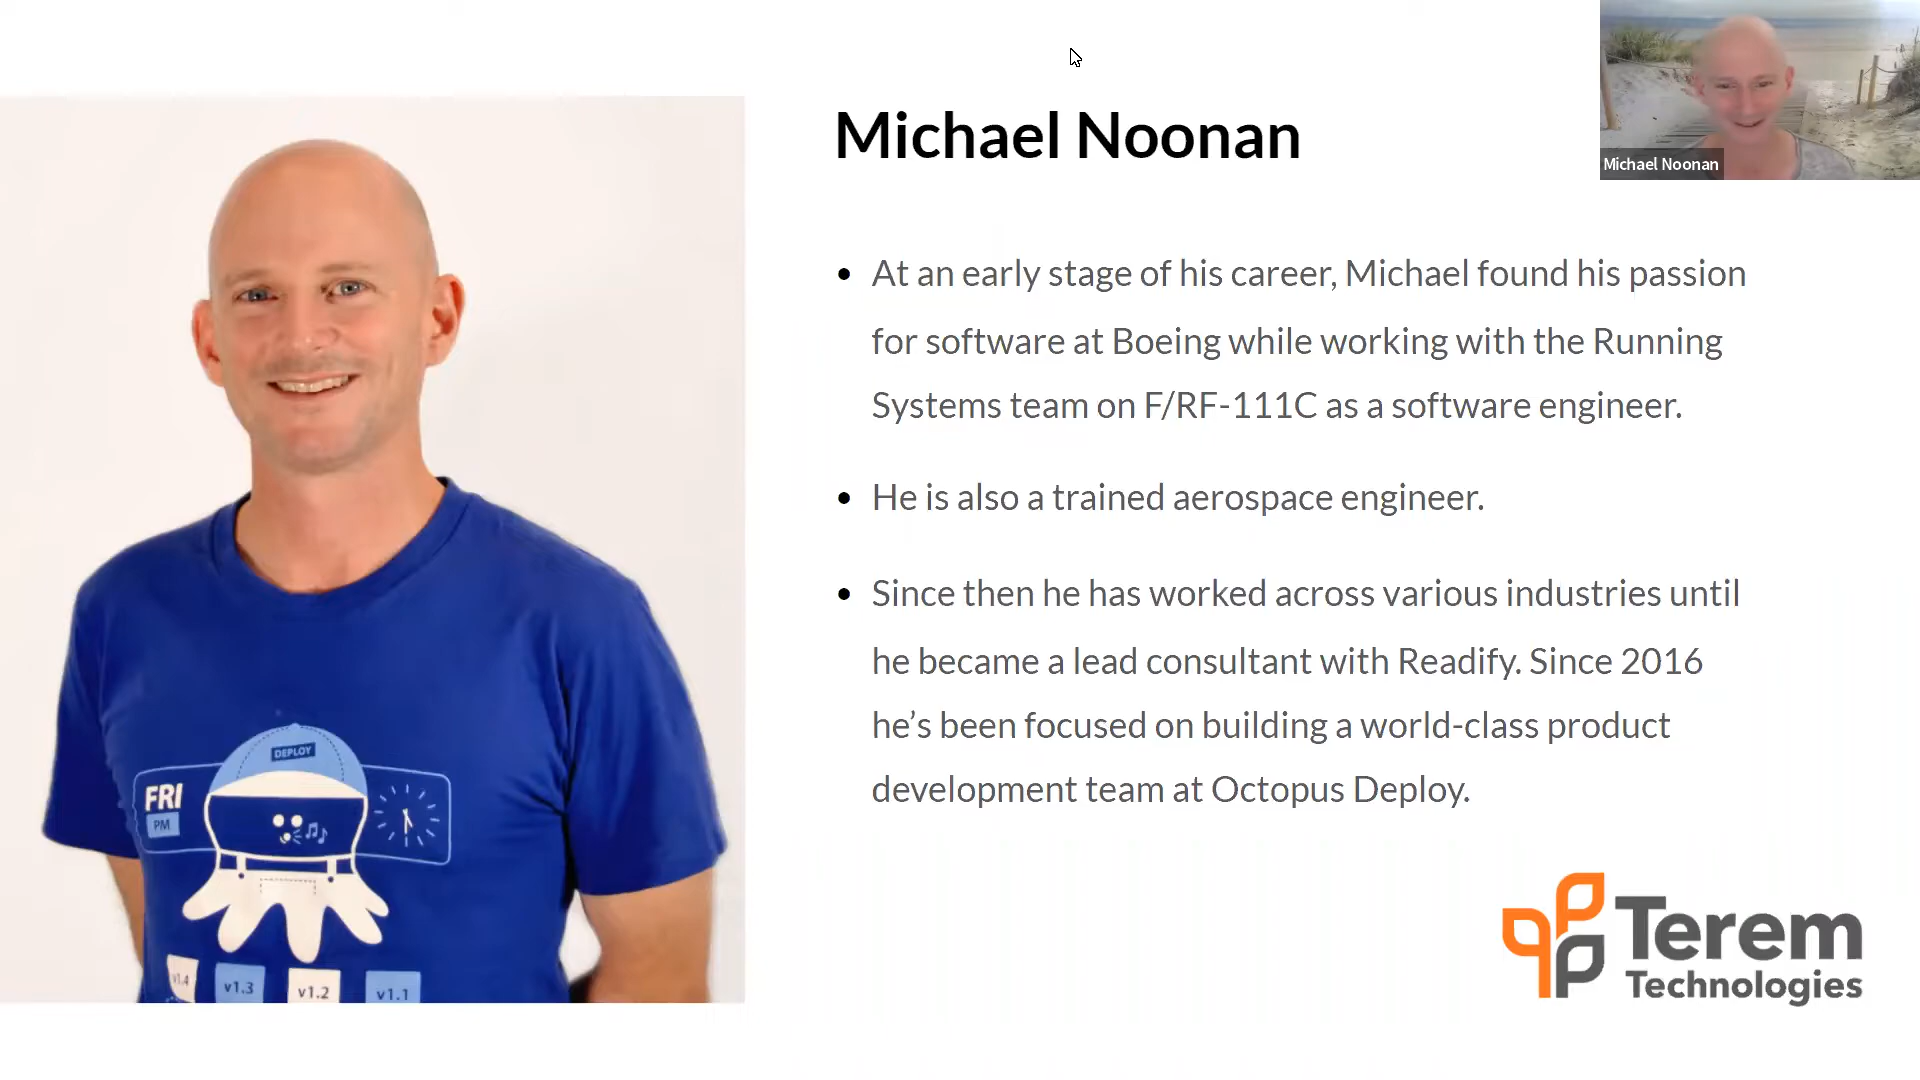 Michael Noonan
Michael Noonan
• At an early stage of his career, Michael found his passion
for software at Boeing while working with the Running
Systems team on F/RF-111C as a software engineer.
• He is also a trained aerospace engineer.
• Since then he has worked across various industries until
he became a lead consultant with Readify. Since 2016
he’s been focused on building a world-class product
development team at Octopus Deploy.
DEPLOY
FRI
PM
v1.4
v1.3
v1.2
v1.1
Terem
Technologies